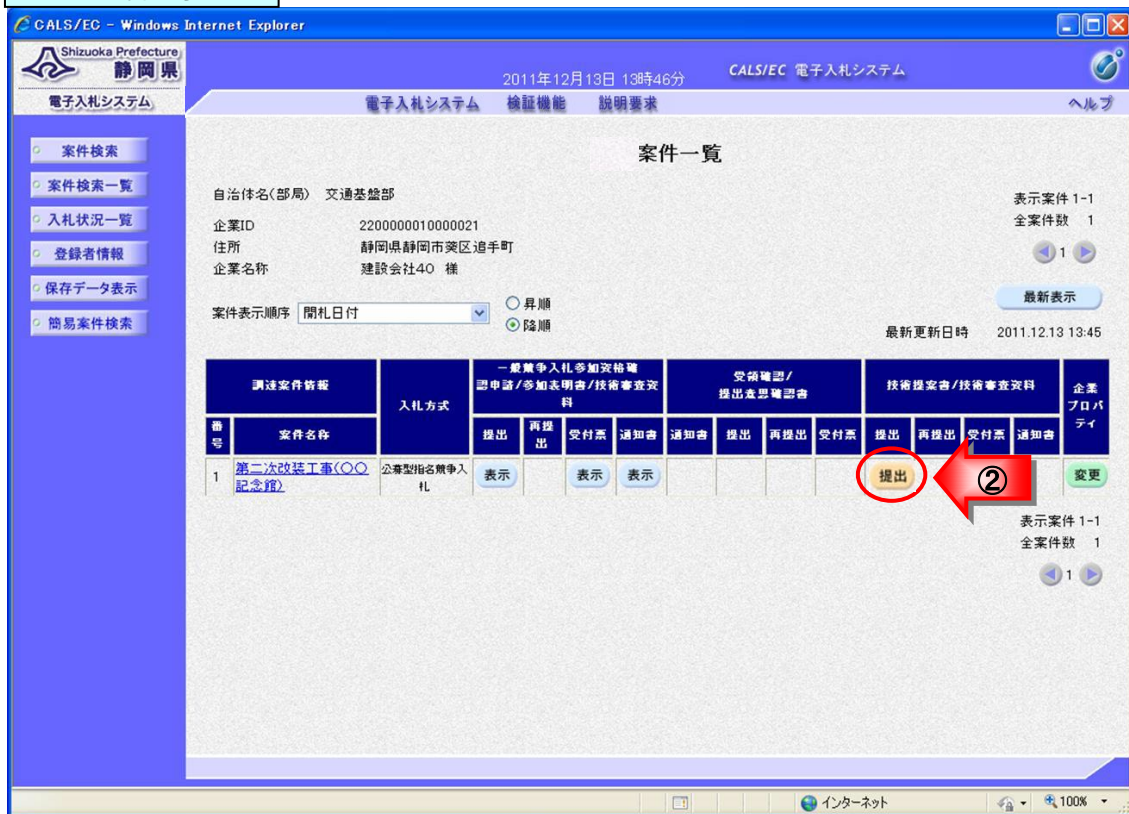 CALS/EC - Windows Internet Explorer
Shizuoka Prefecture
静岡県
2011年12月13日 13時46分
CALS/EC 電子入札システム
電子入札システム
電子入札システム 検証機能 説明要求
ヘルプ
案件検索
案件検索一覧
入札状況一覧
登録者情報
保存データ表示
簡易案件検索
案件一覧
自治体名(部局) 交通基盤部
表示案件 1-1
企業ID 2200000010000021
全案件数 1
住所 静岡県静岡市葵区追手町
1
企業名称 建設会社40 様
最新表示
案件表示順序 開札日付
昇順
降順
最新更新日時 2011.12.13 13:45
調達案件情報
入札方式
一般競争入札参加資格確
認申請/参加表明書/技術審査資
料
受領確認/
提出意思確認書
技術提案書/技術審査資料
企業
プロパ
ティ
番
号
案件名称
提出 再提
出 受付票 通知書 通知書 提出 再提出 受付票 提出 再提出 受付票 通知書
1 第二次改装工事(〇〇
記念館)
公募型指名競争入
札
表示 表示 表示 提出 ② 変更
表示案件 1-1
全案件数 1
1
インターネット
100%